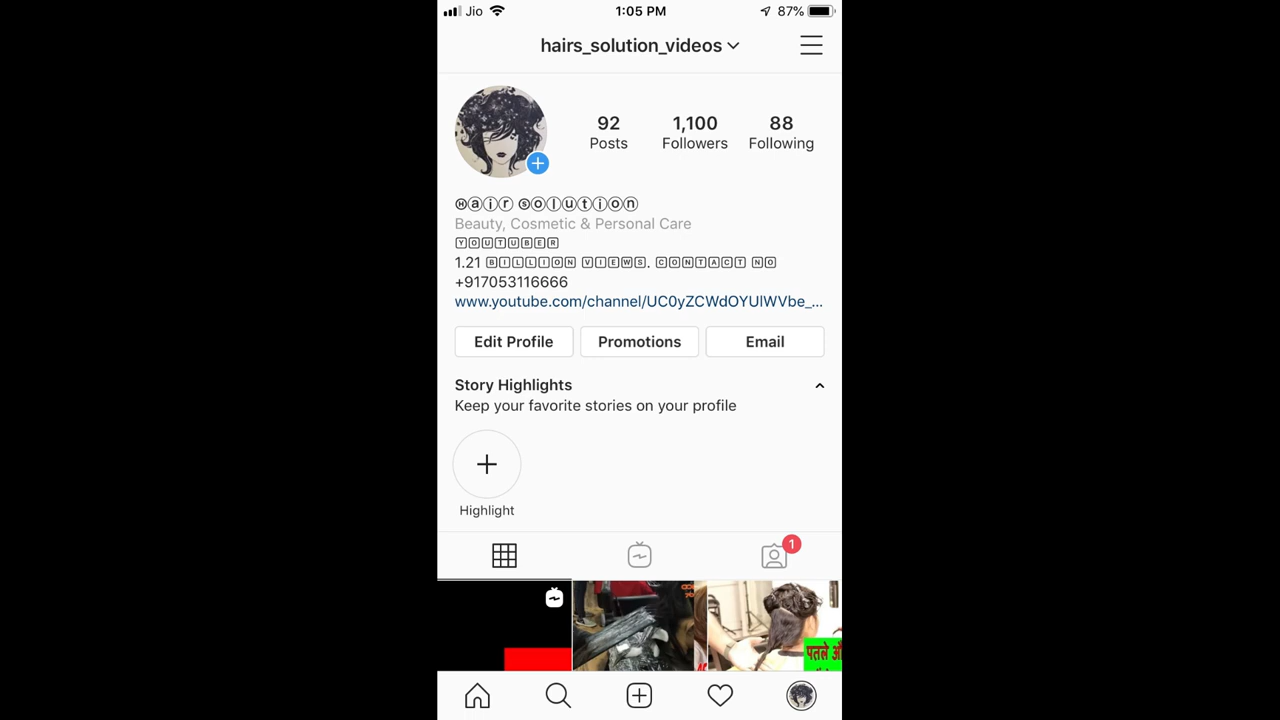 Jio 1:05 PM 87%
hairs_solution_videos
92 1,100 88
Posts Followers Following
Ⓗⓐⓘⓡ ⓢⓞⓛⓤⓣⓘⓞⓝ
Beauty, Cosmetic & Personal Care
🅈🄾🅄🅃🅄🄱🄴🅁
1.21 🄱🄸🄻🄻🄸🄾🄽 🅅🄸🄴🅆🅂. 🄲🄾🄽🅃🄰🄲🅃 🄽🄾
+917053116666
www.youtube.com/channel/UC0yZCWdOYUlWVbe_...
Edit Profile Promotions Email
Story Highlights
Keep your favorite stories on your profile
Highlight
1
पतले औ